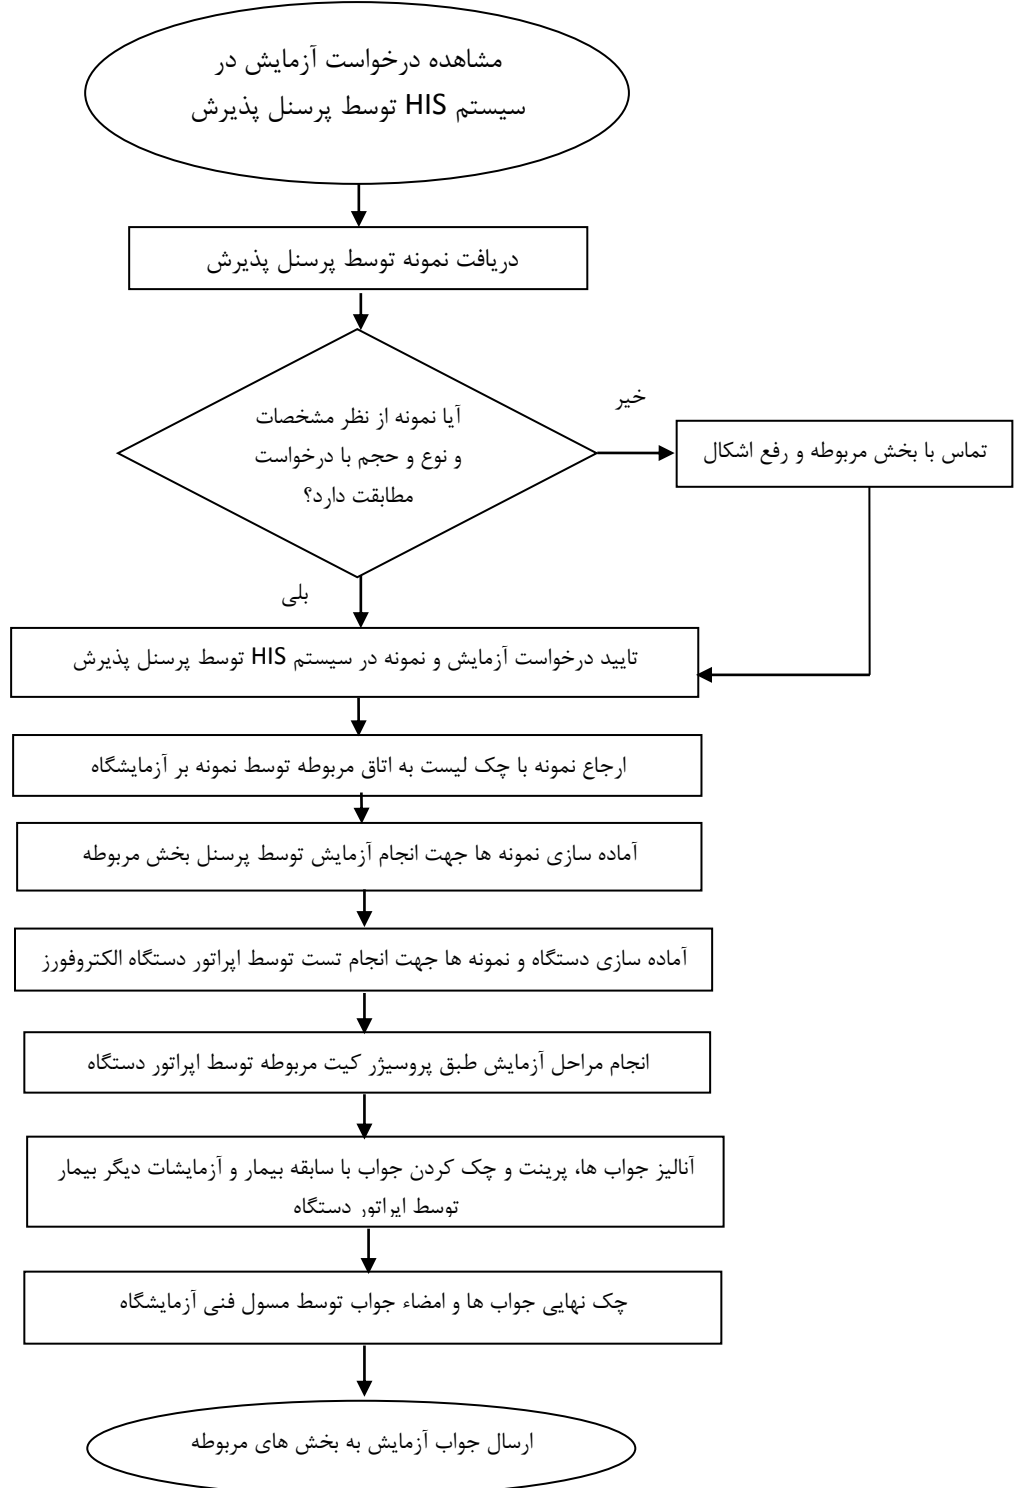 مشاهده درخواست آزمایش در
سیستم HIS توسط پرسنل پذیرش
دریافت نمونه توسط پرسنل پذیرش
آیا نمونه از نظر مشخصات
و نوع و حجم با درخواست
مطابقت دارد؟
خیر
تماس با بخش مربوطه و رفع اشکال
بلی
تایید درخواست آزمایش و نمونه در سیستم HIS توسط پرسنل پذیرش
ارجاع نمونه با چک لیست به اتاق مربوطه توسط نمونه بر آزمایشگاه
آماده سازی نمونه ها جهت انجام آزمایش توسط پرسنل بخش مربوطه
آماده سازی دستگاه و نمونه ها جهت انجام تست توسط اپراتور دستگاه الکتروفورز
انجام مراحل آزمایش طبق پروسیژر کیت مربوطه توسط اپراتور دستگاه
آنالیز جواب ها، پرینت و چک کردن جواب با سابقه بیمار و آزمایشات دیگر بیمار
توسط اپراتور دستگاه
چک نهایی جواب ها و امضاء جواب توسط مسول فنی آزمایشگاه
ارسال جواب آزمایش به بخش های مربوطه